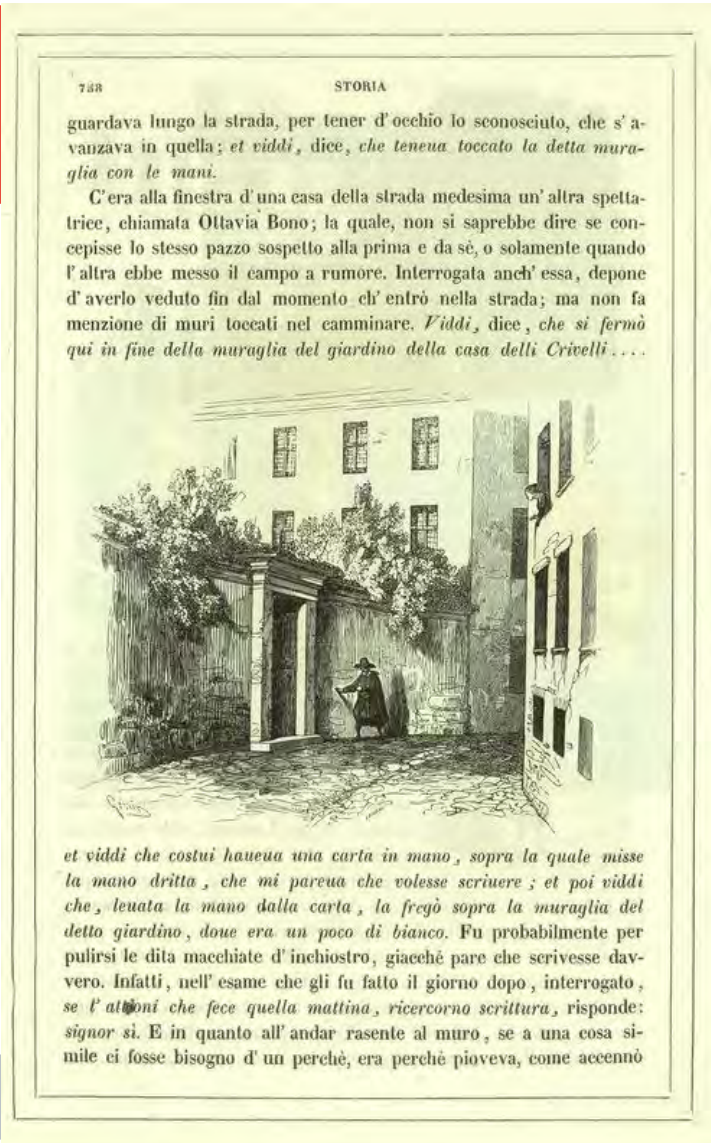 758
STORIA
guardava lungo la strada, per tener d'occhio lo sconosciuto, che s'a-
vanzava in quella; et viddi, dice, che teneua toccato la detta mura-
glia con le mani.
C'era alla finestra d'una casa della strada medesima un'altra spetta-
trice, chiamata Ottavia Bono; la quale, non si saprebbe dire se con-
cepisse lo stesso pazzo sospetto alla prima e da sè, o solamente quando
l'altra ebbe messo il campo a rumore. Interrogata anch'essa, depone
d'averlo veduto fin dal momento ch'entrò nella strada; ma non fa
menzione di muri toccati nel camminare. Viddi, dice, che si fermò
qui in fine della muraglia del giardino della casa delli Crivelli....
et viddi che costui haueua una carta in mano, sopra la quale misse
la mano dritta, che mi pareua che volesse scriuere; et poi viddi
che, leuata la mano dalla carta, la fregò sopra la muraglia del
detto giardino, doue era un poco di bianco. Fu probabilmente per
pulirsi le dita macchiate d'inchiostro, giacchè pare che scrivesse dav-
vero. Infatti, nell'esame che gli fu fatto il giorno dopo, interrogato,
se l'attioni che fece quella mattina, ricercorno scrittura, risponde:
signor sì. E in quanto all'andar rasente al muro, se a una cosa si-
mile ci fosse bisogno d'un perchè, era perchè pioveva, come accennò